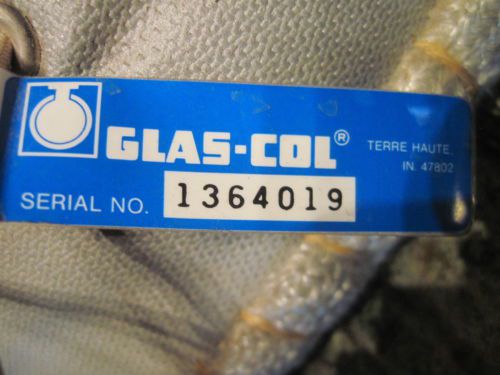 GLAS-COL®
TERRE HAUTE,
IN. 47802
SERIAL NO. 1364019